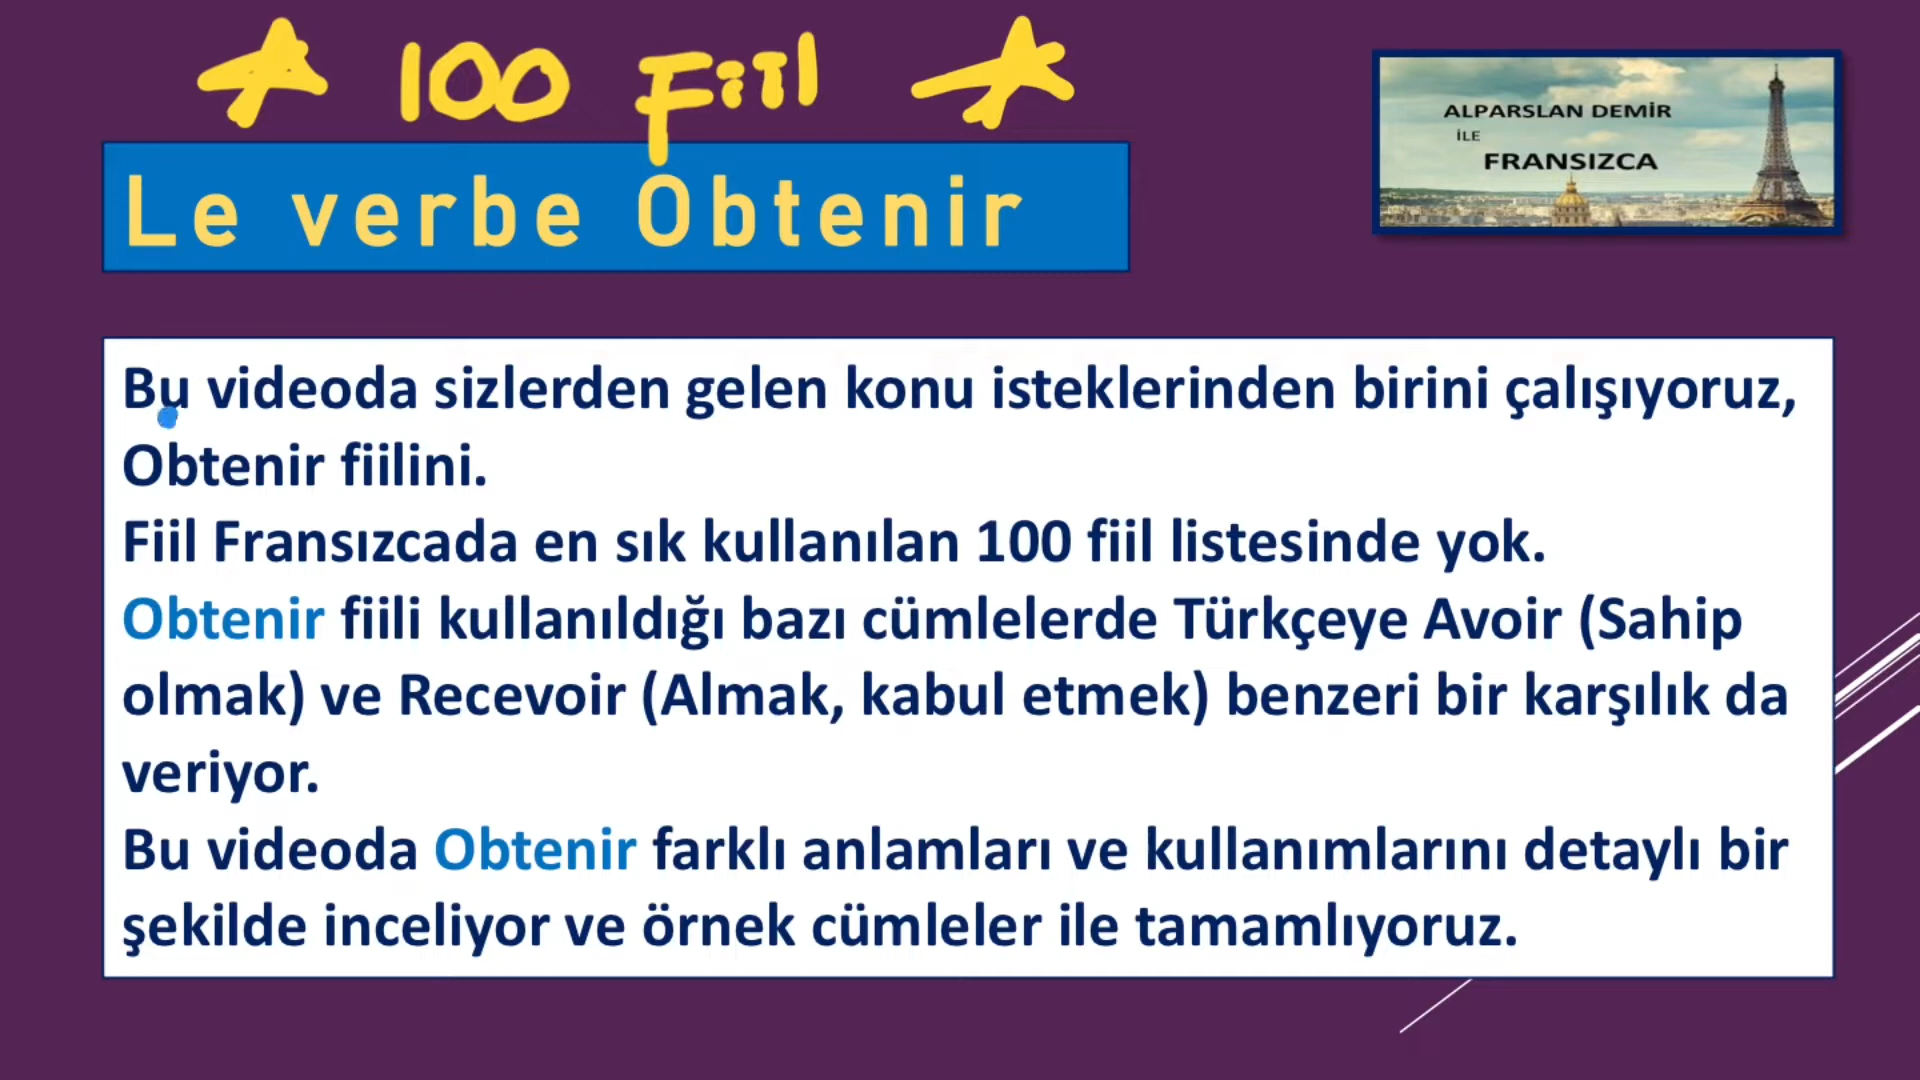 100 Fiil
ALPARSLAN DEMİR
İLE
FRANSIZCA
Le verbe Obtenir
Bu videoda sizlerden gelen konu isteklerinden birini çalışıyoruz,
Obtenir fiilini.
Fiil Fransızcada en sık kullanılan 100 fiil listesinde yok.
Obtenir fiili kullanıldığı bazı cümlelerde Türkçeye Avoir (Sahip
olmak) ve Recevoir (Almak, kabul etmek) benzeri bir karşılık da
veriyor.
Bu videoda Obtenir farklı anlamları ve kullanımlarını detaylı bir
şekilde inceliyor ve örnek cümleler ile tamamlıyoruz.